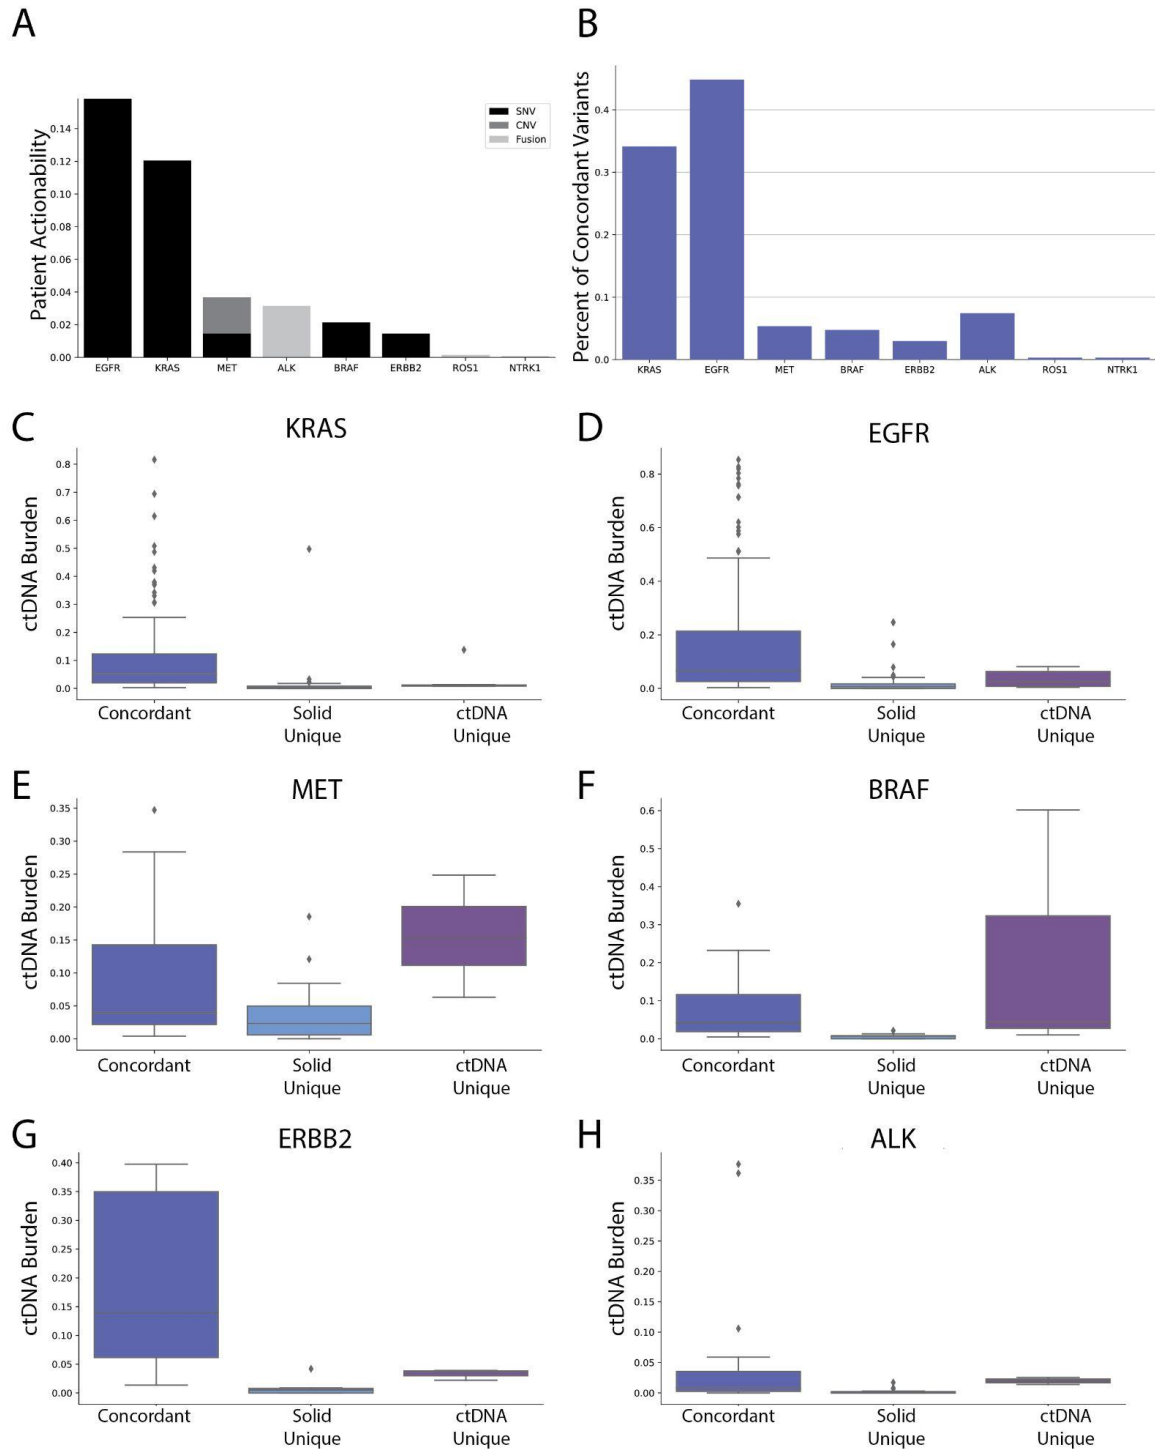 A
Patient Actionability
0.14
0.12
0.10
0.08
0.06
0.04
0.02
0.00
SNV
CNV
Fusion
EGFR KRAS MET ALK BRAF ERBB2 ROS1 NTRK1
B
Percent of Concordant Variants
0.4
0.3
0.2
0.1
0.0
KRAS EGFR MET BRAF ERBB2 ALK ROS1 NTRK1
C
KRAS
ctDNA Burden
0.8
0.7
0.6
0.5
0.4
0.3
0.2
0.1
0.0
Concordant Solid ctDNA
Unique Unique
D
EGFR
ctDNA Burden
0.8
0.6
0.4
0.2
0.0
Concordant Solid ctDNA
Unique Unique
E
MET
ctDNA Burden
0.35
0.30
0.25
0.20
0.15
0.10
0.05
0.00
Concordant Solid ctDNA
Unique Unique
F
BRAF
ctDNA Burden
0.6
0.5
0.4
0.3
0.2
0.1
0.0
Concordant Solid ctDNA
Unique Unique
G
ERBB2
ctDNA Burden
0.40
0.35
0.30
0.25
0.20
0.15
0.10
0.05
0.00
Concordant Solid ctDNA
Unique Unique
H
ALK
ctDNA Burden
0.35
0.30
0.25
0.20
0.15
0.10
0.05
0.00
Concordant Solid ctDNA
Unique Unique